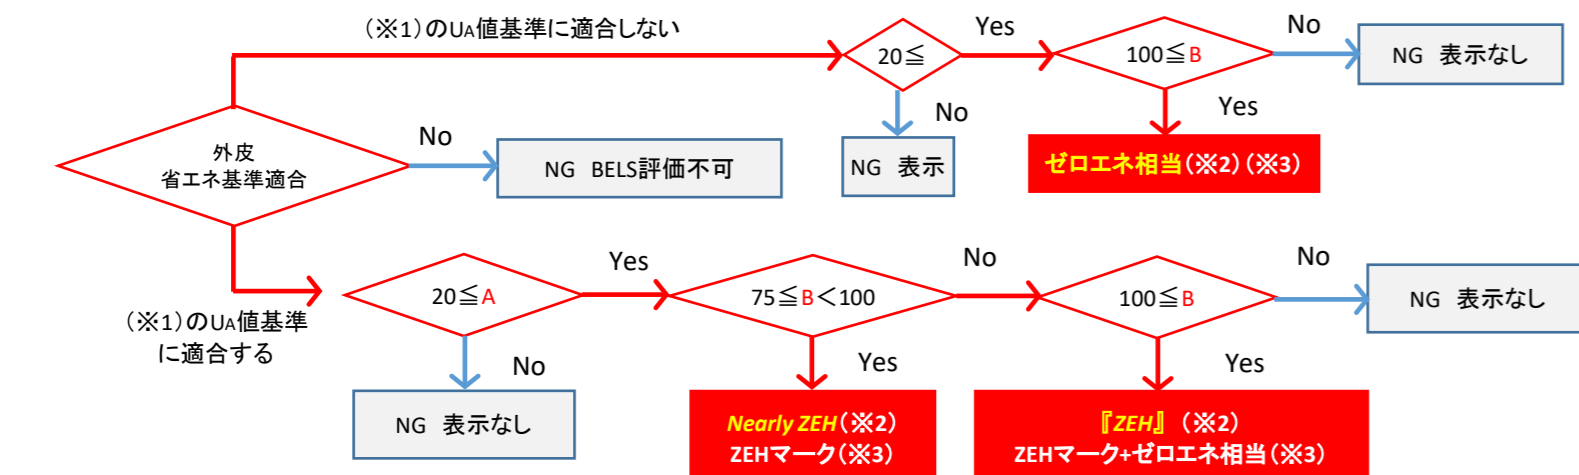 (※1)のUA値基準に適合しない
20≦
Yes
100≦B
No
NG 表示なし
No
NG 表示
Yes
ゼロエネ相当(※2)(※3)
外皮
省エネ基準適合
No
NG BELS評価不可
(※1)のUA値基準
に適合する
20≦A
Yes
75≦B<100
No
100≦B
No
NG 表示なし
No
NG 表示なし
Yes
Nearly ZEH(※2)
ZEHマーク(※3)
Yes
『ZEH』 (※2)
ZEHマーク+ゼロエネ相当(※3)